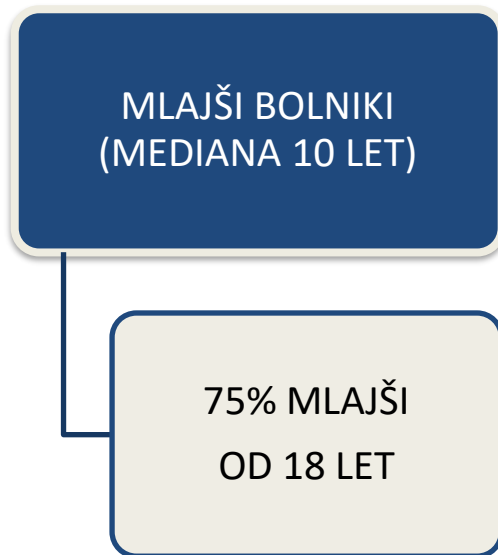 MLAJŠI BOLNIKI
(MEDIANA 10 LET)
75% MLAJŠI
OD 18 LET